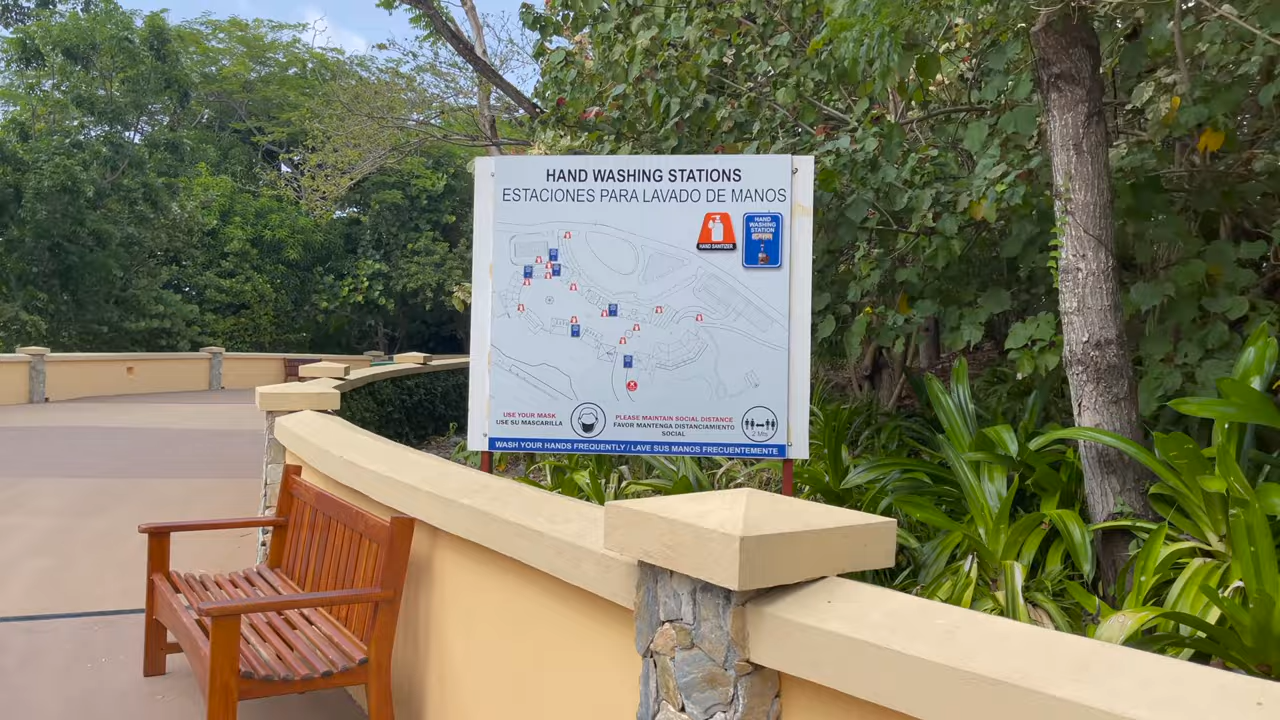 HAND WASHING STATIONS
ESTACIONES PARA LAVADO DE MANOS
HAND SANITIZER
HAND
WASHING
STATION
USE YOUR MASK
USE SU MASCARILLA
PLEASE MAINTAIN SOCIAL DISTANCE
FAVOR MANTENGA DISTANCIAMIENTO
SOCIAL
2 Mts
WASH YOUR HANDS FREQUENTLY / LAVE SUS MANOS FRECUENTEMENTE